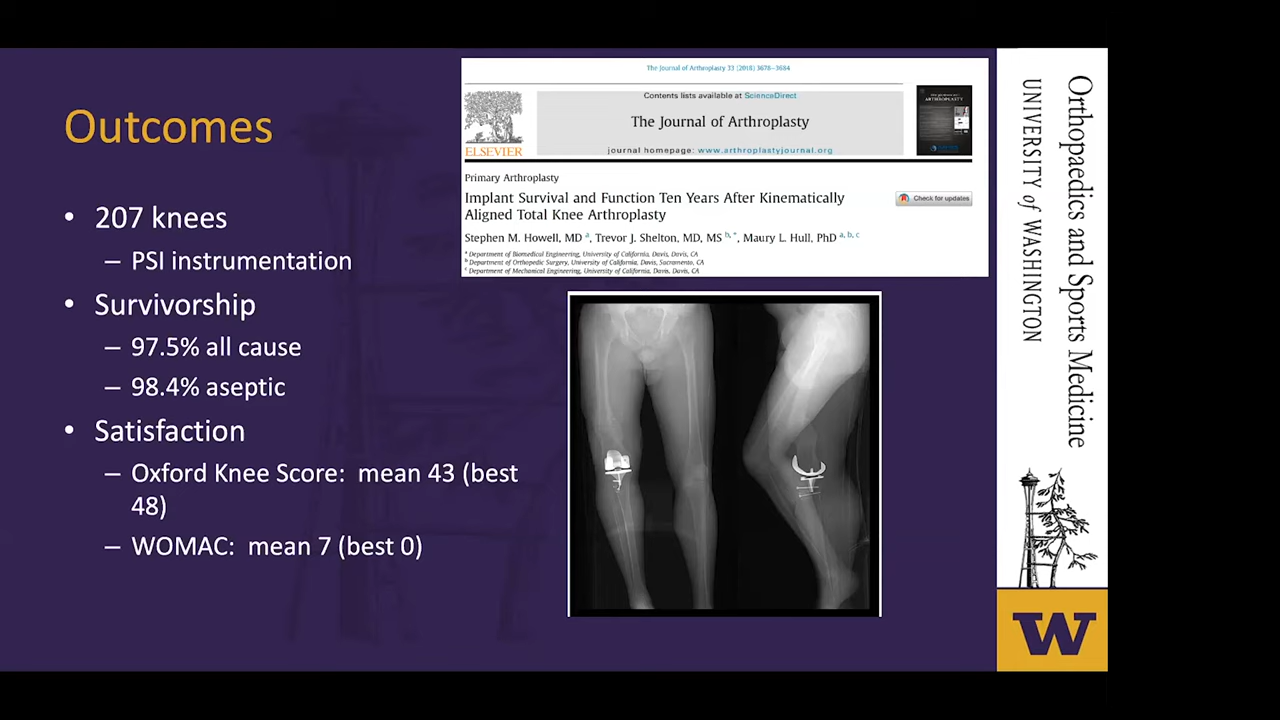 Outcomes
• 207 knees
– PSI instrumentation
• Survivorship
– 97.5% all cause
– 98.4% aseptic
• Satisfaction
– Oxford Knee Score: mean 43 (best
48)
– WOMAC: mean 7 (best 0)
The Journal of Arthroplasty 33 (2018) 3678–3684
Contents lists available at ScienceDirect
The Journal of Arthroplasty
journal homepage: www.arthroplastyjournal.org
ELSEVIER
ARTHROPLASTY
Primary Arthroplasty
Implant Survival and Function Ten Years After Kinematically
Aligned Total Knee Arthroplasty
Check for updates
Stephen M. Howell, MD a, Trevor J. Shelton, MD, MS b, *, Maury L. Hull, PhD a, b, c
a Department of Biomedical Engineering, University of California, Davis, Davis, CA
b Department of Orthopedic Surgery, University of California, Davis, Sacramento, CA
c Department of Mechanical Engineering, University of California, Davis, Davis, CA
Orthopaedics and Sports Medicine
UNIVERSITY of WASHINGTON
W